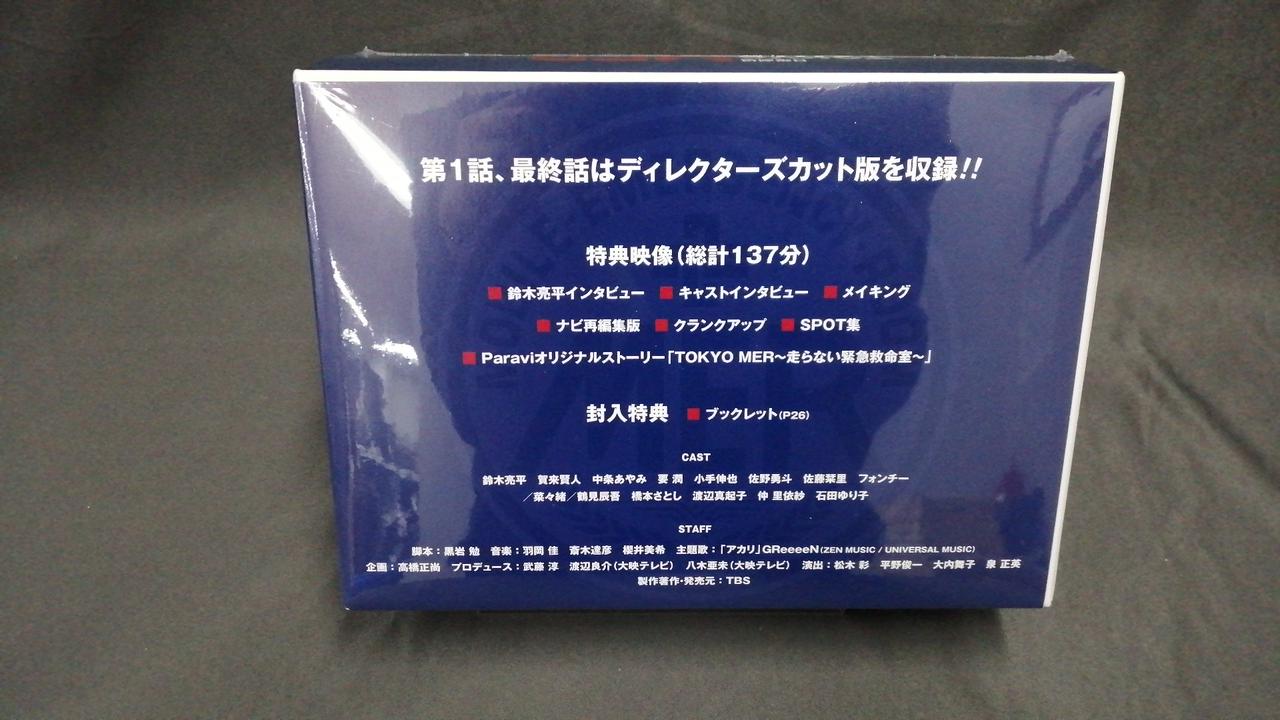 第1話、最終話はディレクターズカット版を収録!!
特典映像(総計137分)
■鈴木亮平インタビュー ■キャストインタビュー ■メイキング
■ナビ再編集版 ■クランクアップ ■SPOT集
■Paraviオリジナルストーリー「TOKYO MER〜走らない緊急救命室〜」
封入特典 ■ブックレット(P26)
CAST
鈴木亮平 賀来賢人 中条あやみ 要 潤 小手伸也 佐野勇斗 佐藤栞里 フォンチー
/菜々緒/鶴見辰吾 橋本さとし 渡辺真起子 仲 里依紗 石田ゆり子
STAFF
脚本:黒岩 勉 音楽:羽岡 佳 斎木達彦 櫻井美希 主題歌:「アカリ」GReeeeN(ZEN MUSIC / UNIVERSAL MUSIC)
企画:高橋正尚 プロデュース:武藤 淳 渡辺良介(大映テレビ) 八木亜未(大映テレビ) 演出:松木 彩 平野俊一 大内舞子 泉 正英
製作著作・発売元:TBS